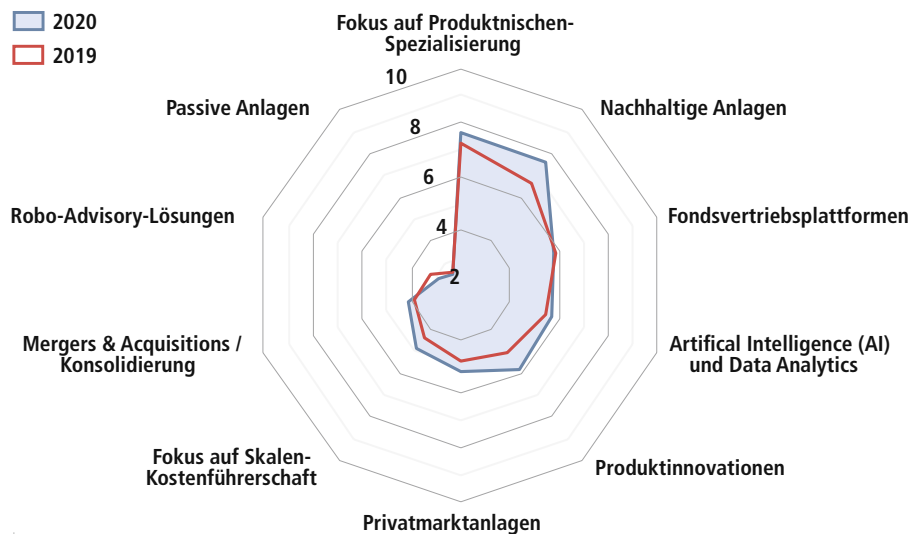 2020
2019
Fokus auf Produktnischen-
Spezialisierung
10
8
6
4
2
Nachhaltige Anlagen
Fondsvertriebsplattformen
Artifical Intelligence (AI)
und Data Analytics
Produktinnovationen
Privatmarktanlagen
Fokus auf Skalen-
Kostenführerschaft
Mergers & Acquisitions /
Konsolidierung
Robo-Advisory-Lösungen
Passive Anlagen